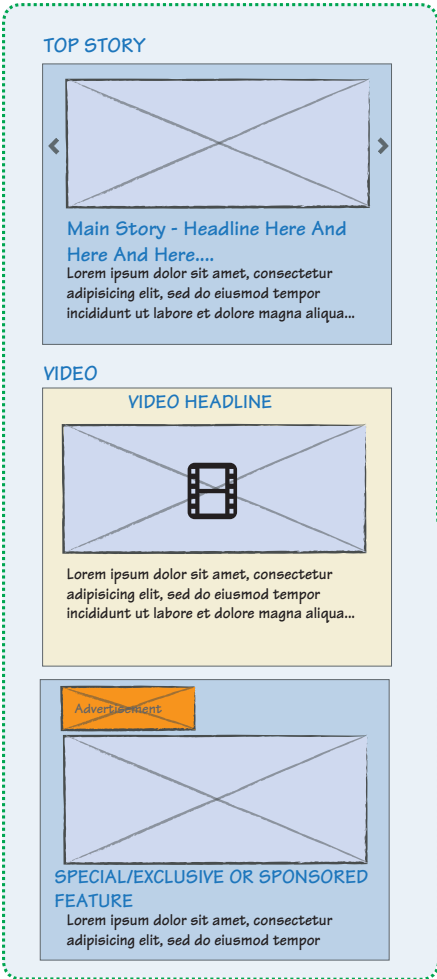 TOP STORY
Main Story - Headline Here And
Here And Here....
Lorem ipsum dolor sit amet, consectetur
adipisicing elit, sed do eiusmod tempor
incididunt ut labore et dolore magna aliqua...
VIDEO
VIDEO HEADLINE
Lorem ipsum dolor sit amet, consectetur
adipisicing elit, sed do eiusmod tempor
incididunt ut labore et dolore magna aliqua...
Advertisement
SPECIAL/EXCLUSIVE OR SPONSORED
FEATURE
Lorem ipsum dolor sit amet, consectetur
adipisicing elit, sed do eiusmod tempor